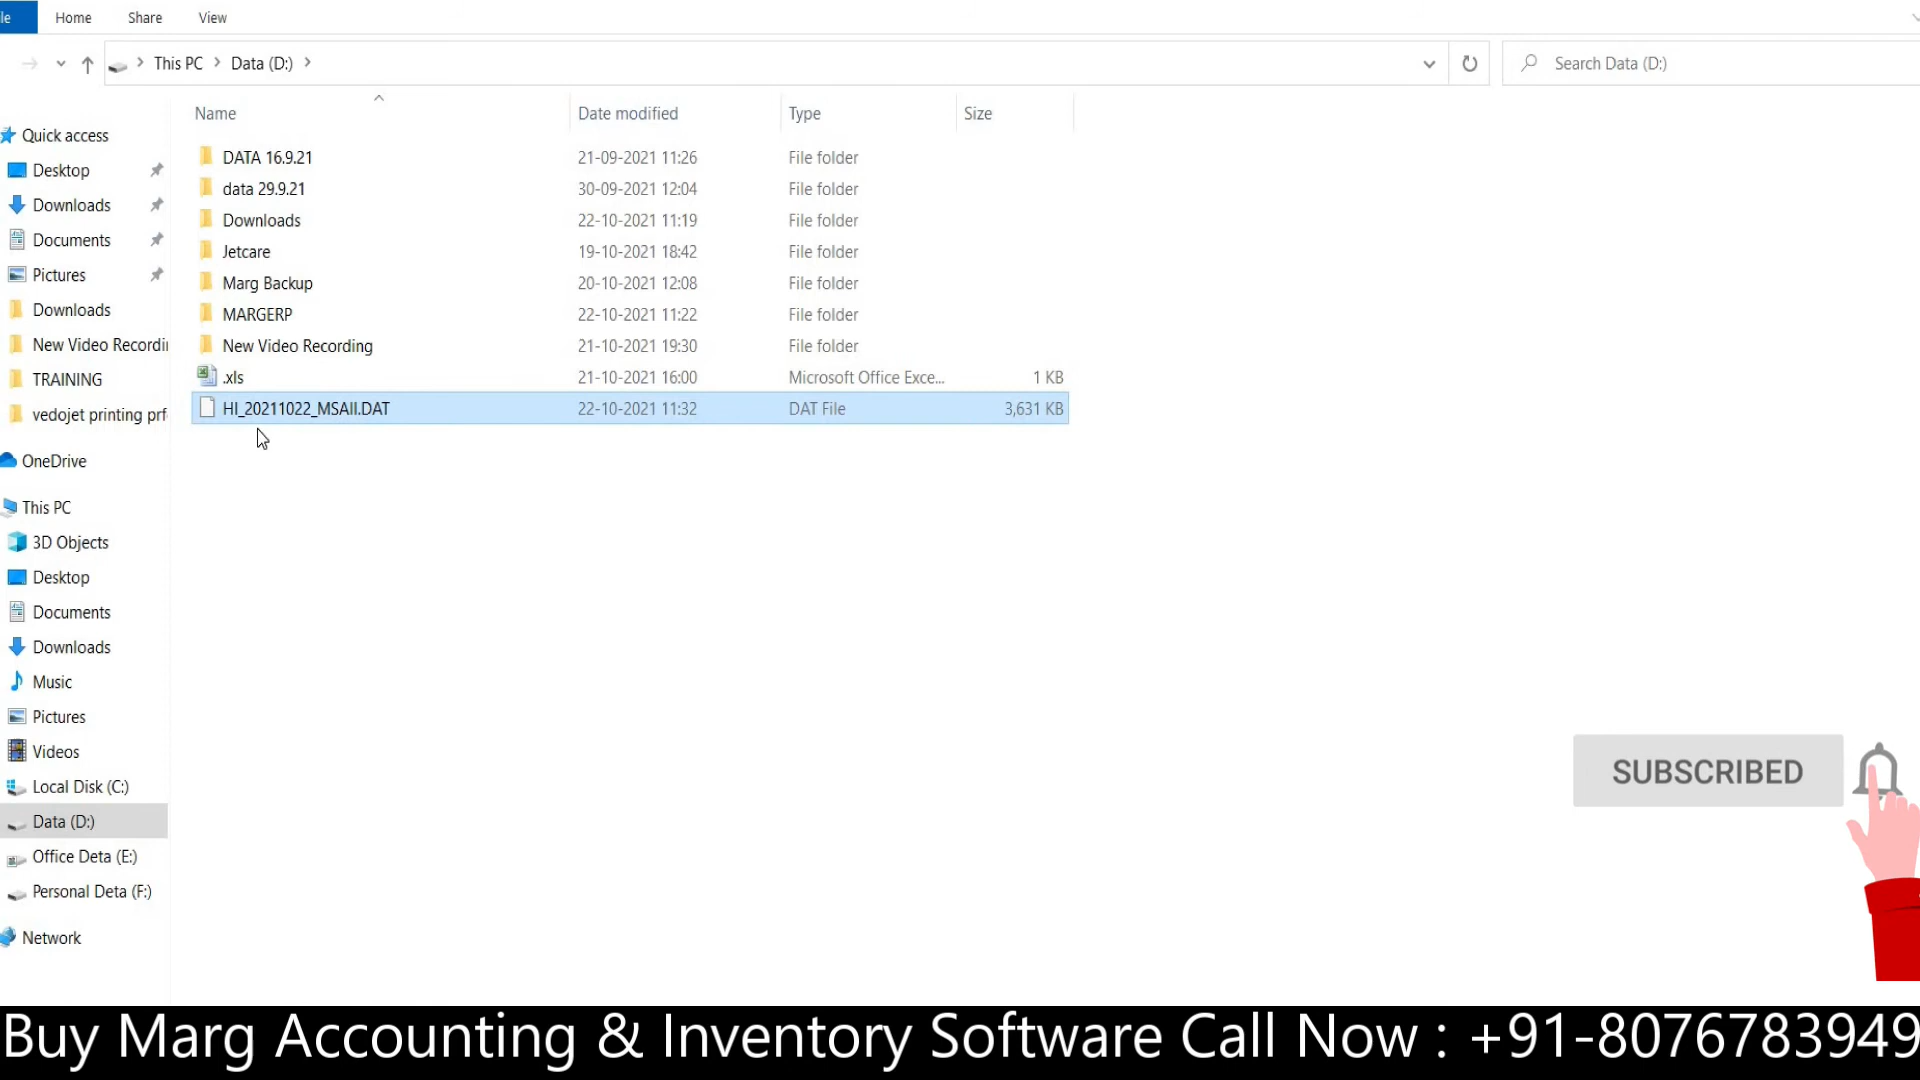 le Home Share View
This PC Data (D:) Search Data (D:)
Name Date modified Type Size
Quick access
Desktop
Downloads
Documents
Pictures
Downloads
New Video Recordin
TRAINING
vedojet printing prf
OneDrive
This PC
3D Objects
Desktop
Documents
Downloads
Music
Pictures
Videos
Local Disk (C:)
Data (D:)
Office Deta (E:)
Personal Deta (F:)
Network
DATA 16.9.21 21-09-2021 11:26 File folder
data 29.9.21 30-09-2021 12:04 File folder
Downloads 22-10-2021 11:19 File folder
Jetcare 19-10-2021 18:42 File folder
Marg Backup 20-10-2021 12:08 File folder
MARGERP 22-10-2021 11:22 File folder
New Video Recording 21-10-2021 19:30 File folder
.xls 21-10-2021 16:00 Microsoft Office Exce... 1 KB
HI_20211022_MSAII.DAT 22-10-2021 11:32 DAT File 3,631 KB
SUBSCRIBED
Buy Marg Accounting & Inventory Software Call Now : +91-8076783949